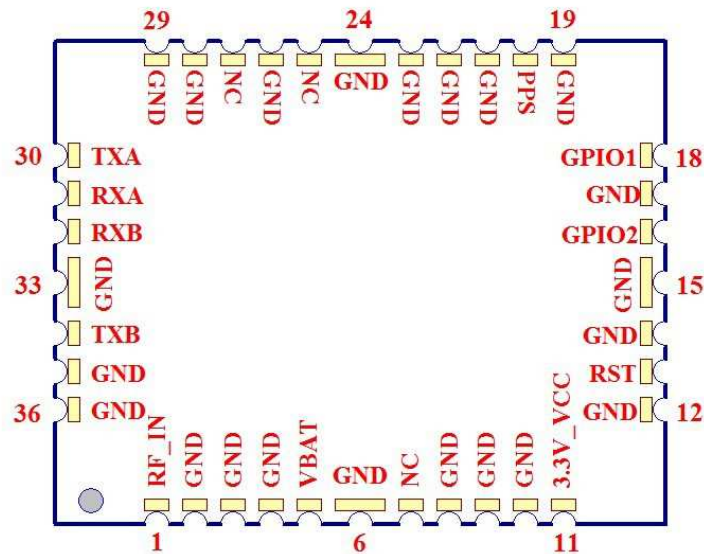 29 24 19
GND GND NC GND NC GND GND GND GND PPS GND
30 TXA GPIO1 18
RXA GND
RXB GPIO2
33 GND GND 15
TXB GND
GND RST
36 GND GND 12
RF_IN GND GND GND VBAT GND NC GND GND GND 3.3V_VCC
1 6 11